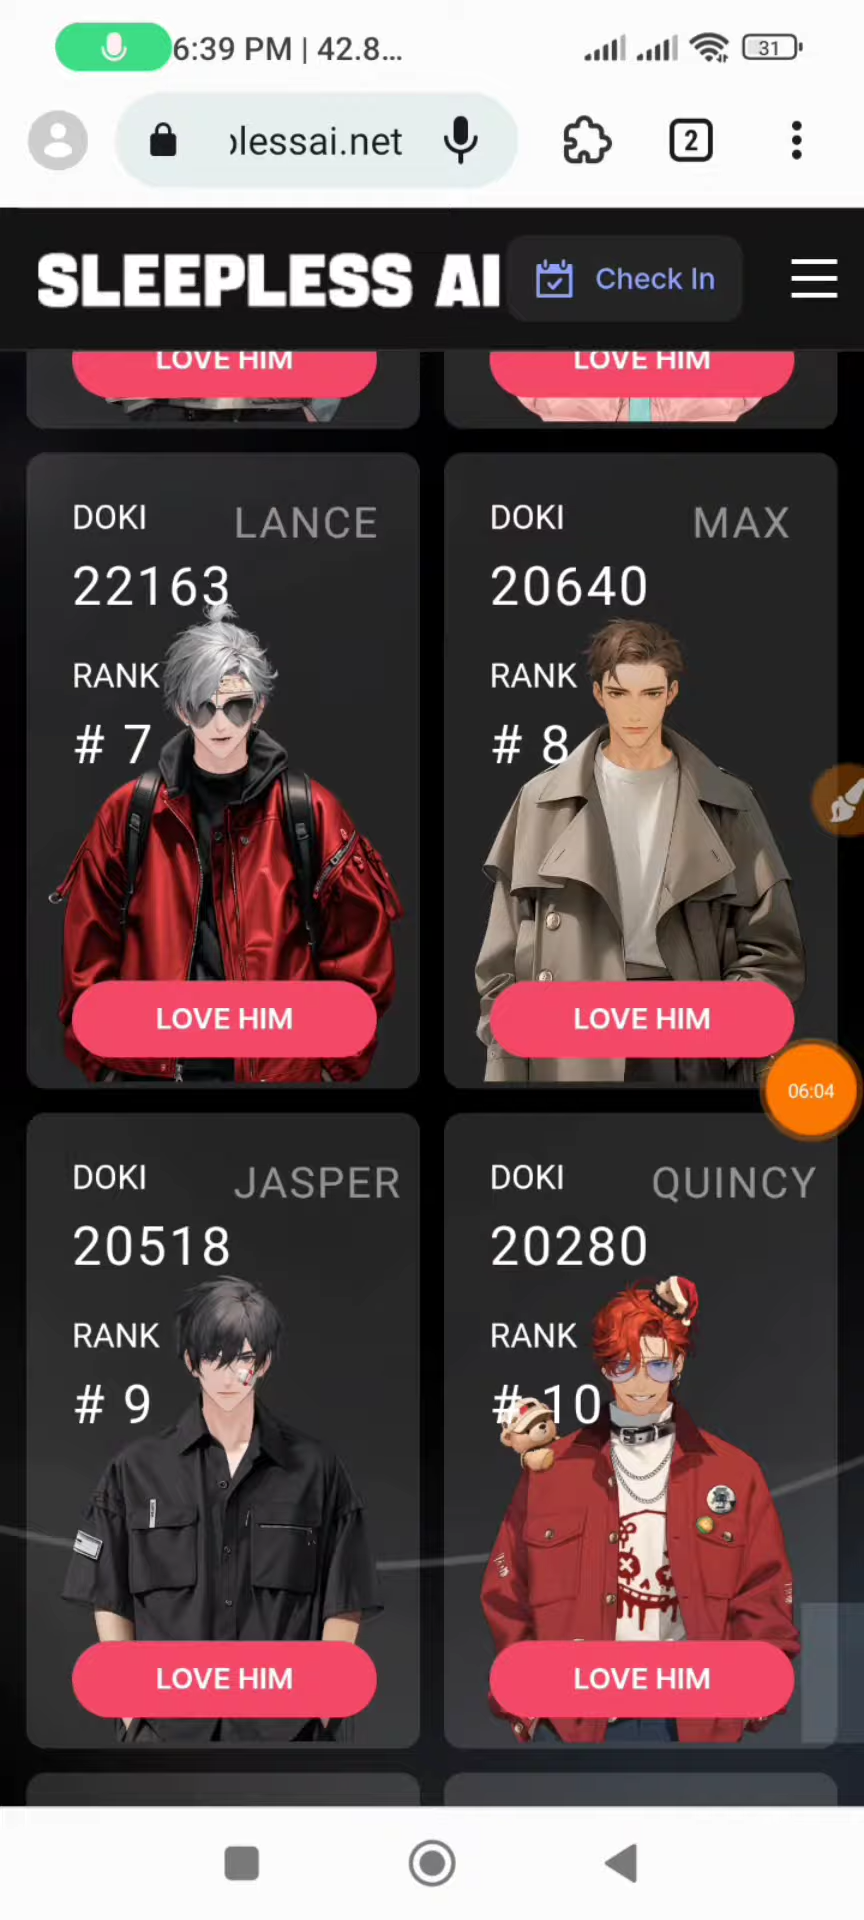 6:39 PM | 42.8...
31
lessai.net
2
SLEEPLESS AI
Check In
LOVE HIM
LOVE HIM
DOKI
LANCE
22163
RANK
# 7
LOVE HIM
DOKI
MAX
20640
RANK
# 8
LOVE HIM
06:04
DOKI
JASPER
20518
RANK
# 9
LOVE HIM
DOKI
QUINCY
20280
RANK
# 10
LOVE HIM